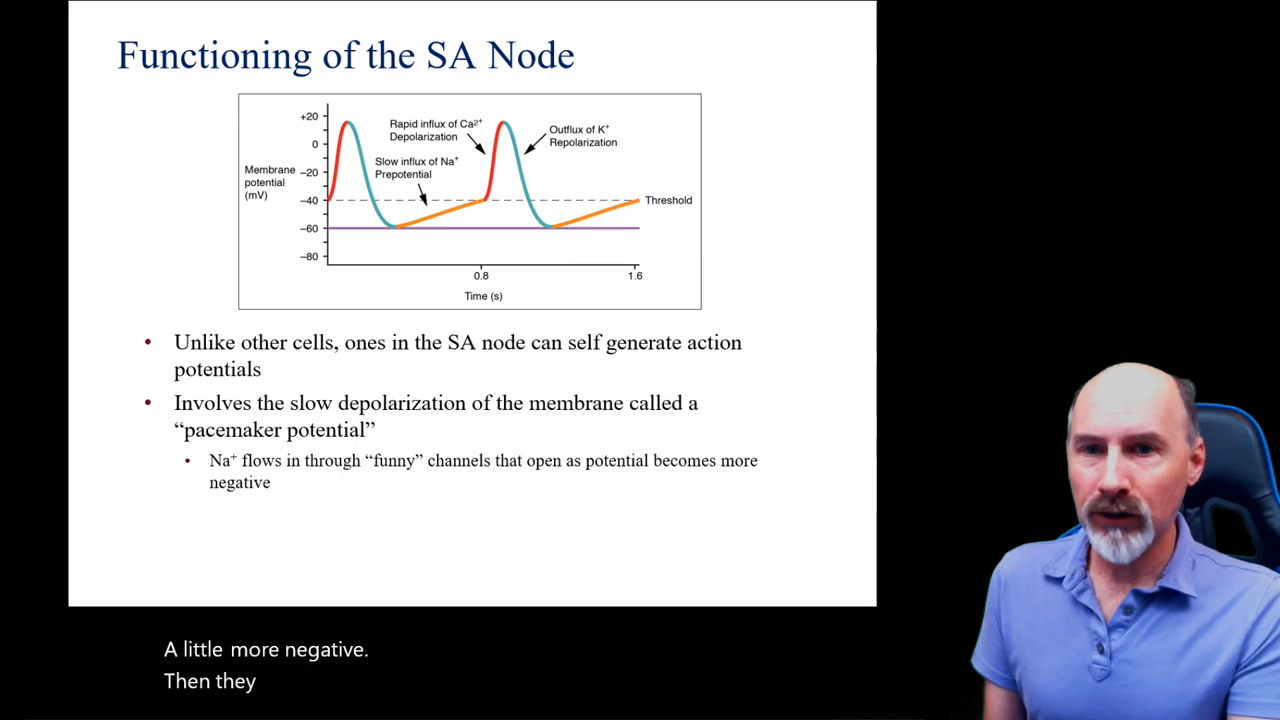 Functioning of the SA Node
+20
0
−20
−40
−60
−80
Membrane
potential
(mV)
Rapid influx of Ca²⁺
Depolarization
Slow influx of Na⁺
Prepotential
Outflux of K⁺
Repolarization
Threshold
0.8
1.6
Time (s)
• Unlike other cells, ones in the SA node can self generate action
potentials
• Involves the slow depolarization of the membrane called a
“pacemaker potential”
• Na⁺ flows in through “funny” channels that open as potential becomes more
negative
A little more negative.
Then they